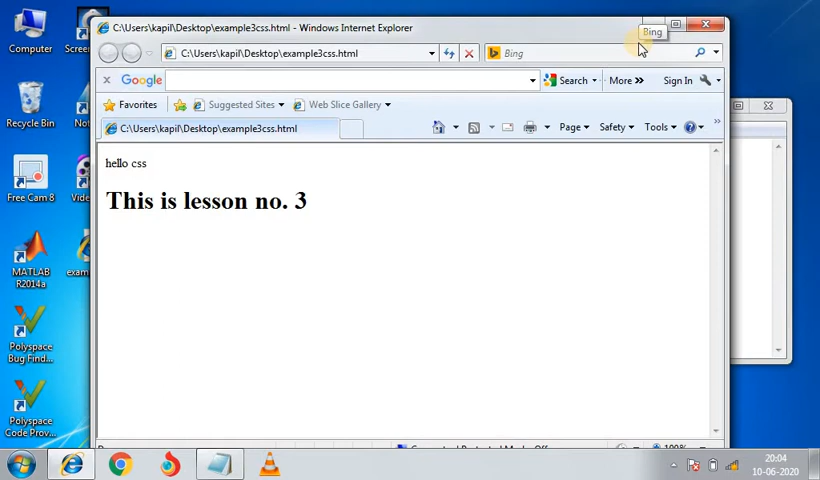 Computer
Screen
C:\Users\kapil\Desktop\example3css.html - Windows Internet Explorer
Bing
C:\Users\kapil\Desktop\example3css.html
Bing
Google
Search
More »
Sign In
Favorites
Suggested Sites
Web Slice Gallery
C:\Users\kapil\Desktop\example3css.html
Page
Safety
Tools
hello css
This is lesson no. 3
Recycle Bin
Free Cam 8
MATLAB
R2014a
Polyspace
Bug Find...
Polyspace
Code Prov...
20:04
10-06-2020